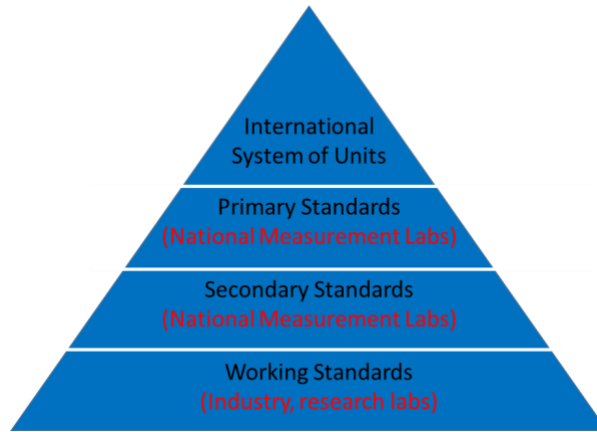 International
System of Units
Primary Standards
(National Measurement Labs)
Secondary Standards
(National Measurement Labs)
Working Standards
(Industry, research labs)